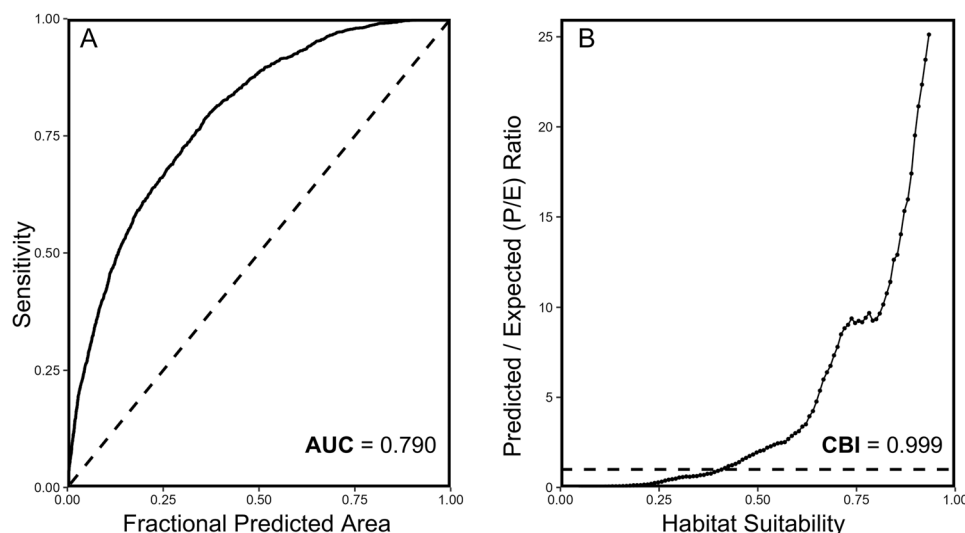 A
1.00
0.75
0.50
0.25
0.00
Sensitivity
AUC = 0.790
0.00 0.25 0.50 0.75 1.00
Fractional Predicted Area
B
25
20
15
10
5
0
Predicted / Expected (P/E) Ratio
CBI = 0.999
0.00 0.25 0.50 0.75 1.00
Habitat Suitability